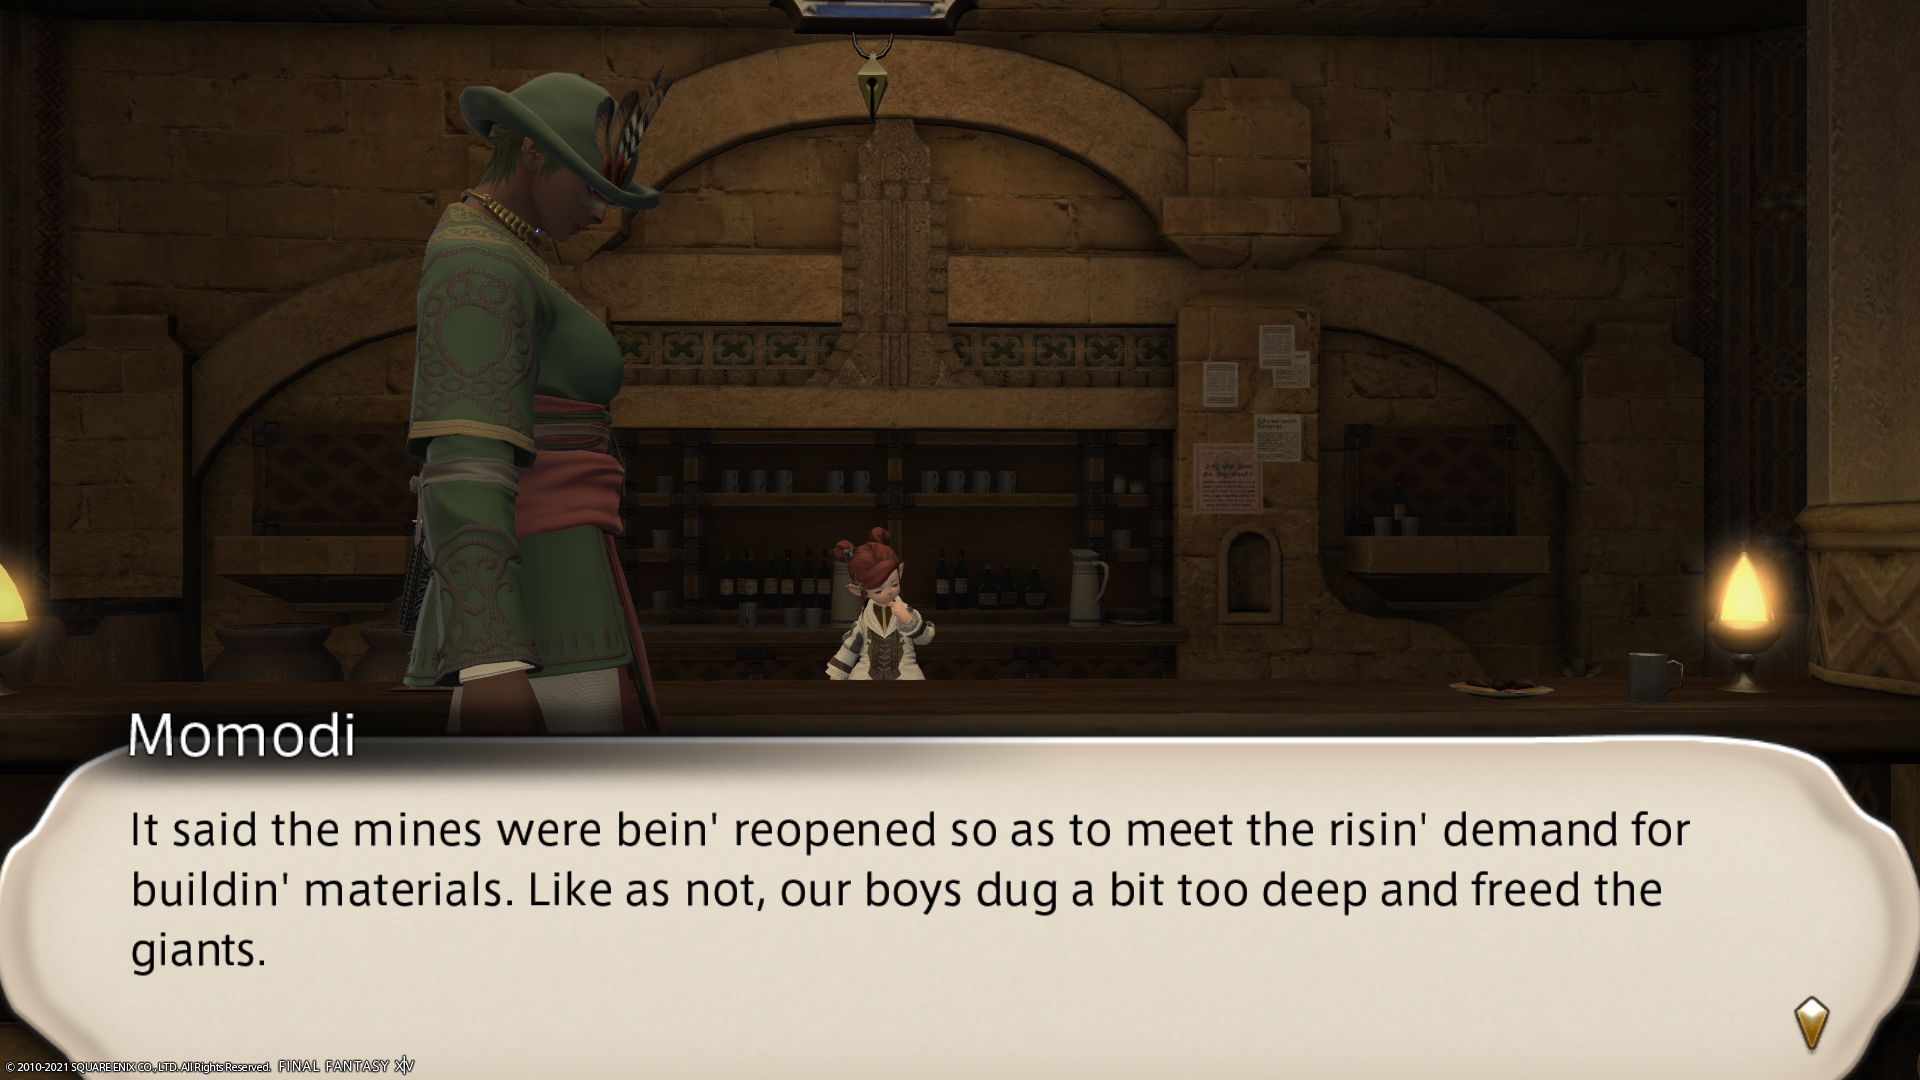 Momodi
It said the mines were bein' reopened so as to meet the risin' demand for
buildin' materials. Like as not, our boys dug a bit too deep and freed the
giants.
© 2010-2021 SQUARE ENIX CO., LTD. All Rights Reserved. FINAL FANTASY XIV